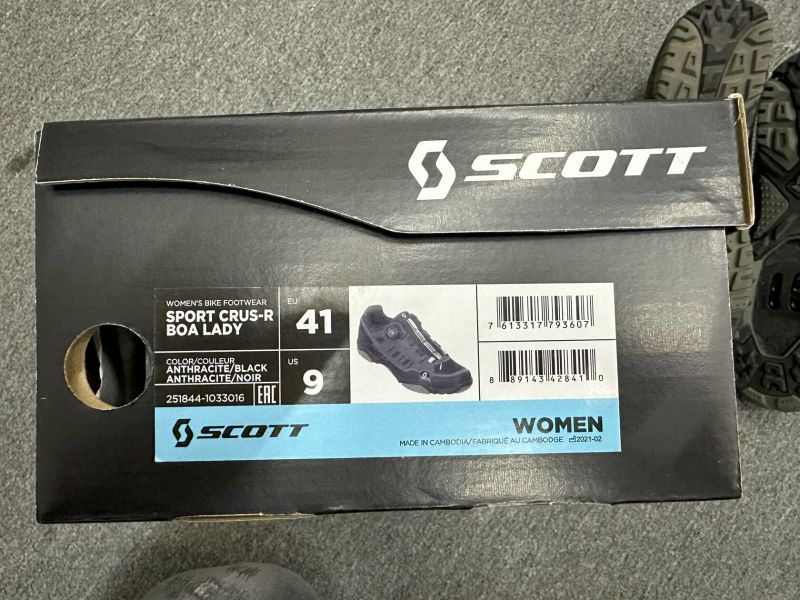 SCOTT
WOMEN'S BIKE FOOTWEAR
SPORT CRUS-R
BOA LADY
COLOR/COULEUR
ANTHRACITE/BLACK
ANTHRACITE/NOIR
251844-1033016 EAC
EU
41
US
9
7 613317 793607
8 89143 42841 0
SCOTT
WOMEN
MADE IN CAMBODIA/FABRIQUÉ AU CAMBODGE 2021-02